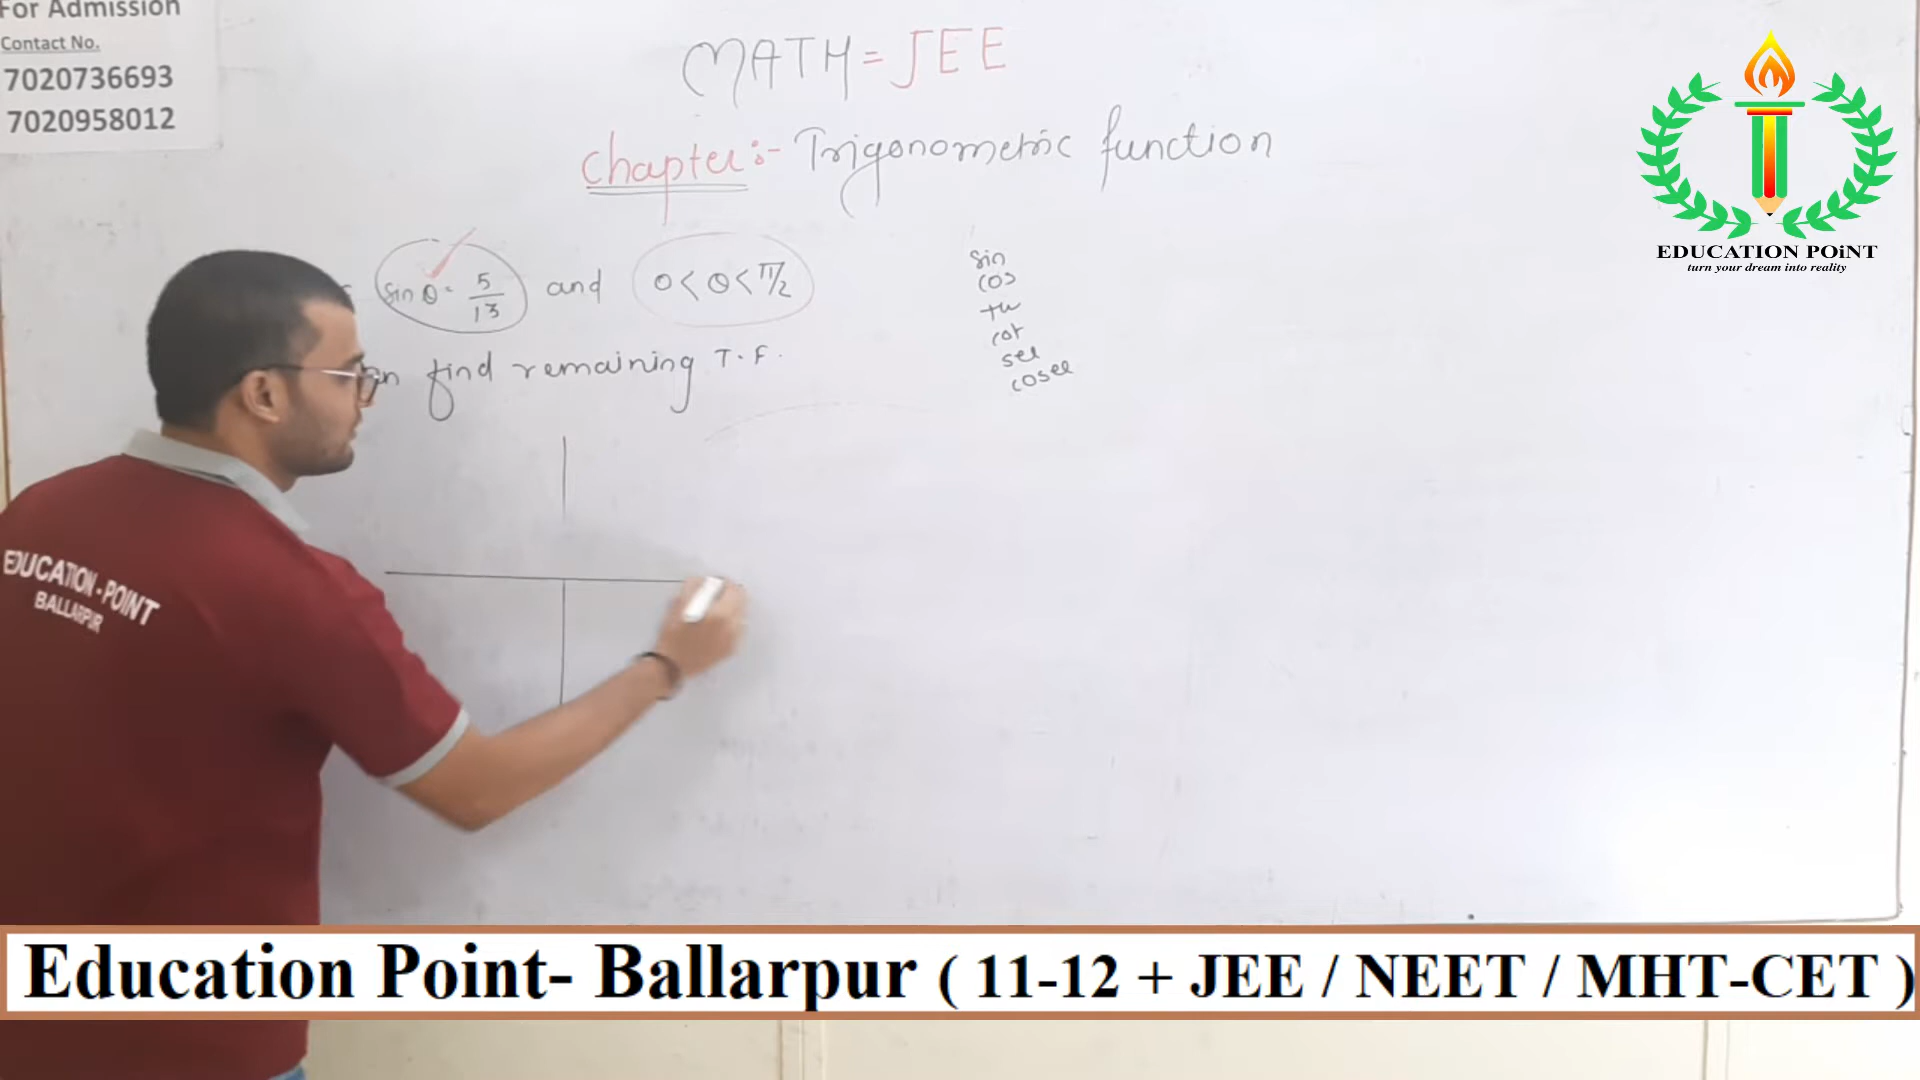 For Admission
Contact No.
7020736693
7020958012
MATH = JEE
Chapter :- Trigonometric function
sin θ = 5/13 and 0 < θ < π/2
find remaining T.F.
sin
cos
cot
sec
cosec
EDUCATION POiNT
turn your dream into reality
EDUCATION-POINT
BALLARPUR
Education Point- Ballarpur ( 11-12 + JEE / NEET / MHT-CET )